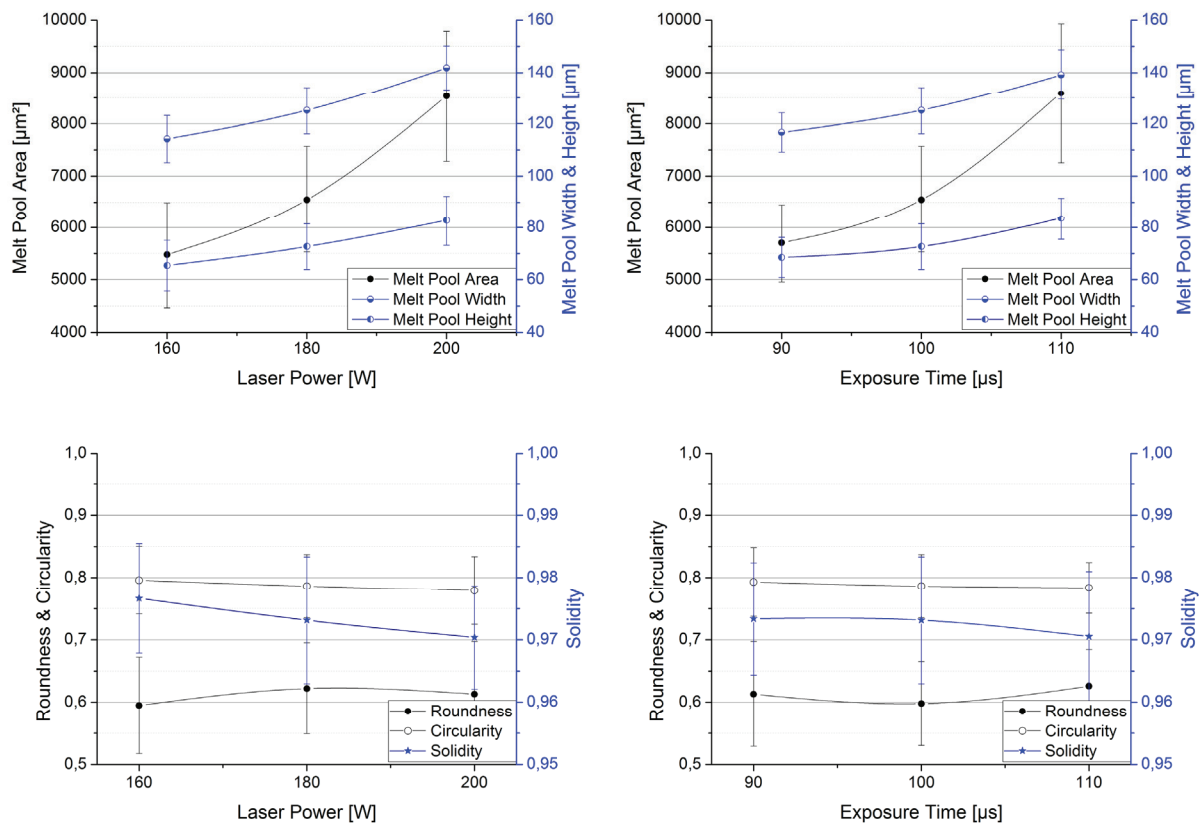 10000
9000
8000
7000
6000
5000
4000
Melt Pool Area [µm²]
160
140
120
100
80
60
40
Melt Pool Width & Height [µm]
Melt Pool Area
Melt Pool Width
Melt Pool Height
160 180 200
Laser Power [W]
10000
9000
8000
7000
6000
5000
4000
Melt Pool Area [µm²]
160
140
120
100
80
60
40
Melt Pool Width & Height [µm]
Melt Pool Area
Melt Pool Width
Melt Pool Height
90 100 110
Exposure Time [µs]
1,0
0,9
0,8
0,7
0,6
0,5
Roundness & Circularity
1,00
0,99
0,98
0,97
0,96
0,95
Solidity
Roundness
Circularity
Solidity
160 180 200
Laser Power [W]
1,0
0,9
0,8
0,7
0,6
0,5
Roundness & Circularity
1,00
0,99
0,98
0,97
0,96
0,95
Solidity
Roundness
Circularity
Solidity
90 100 110
Exposure Time [µs]